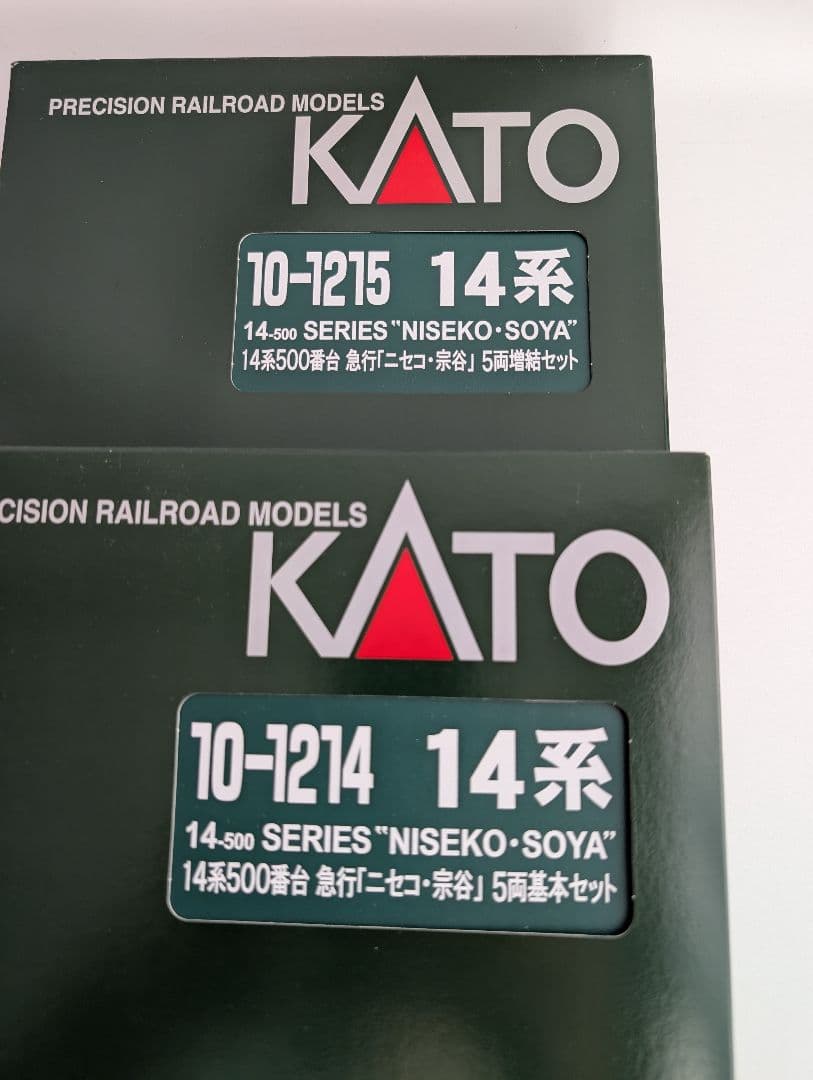 PRECISION RAILROAD MODELS
KATO
10-1215 14系
14-500 SERIES "NISEKO・SOYA"
14系500番台 急行「ニセコ・宗谷」 5両増結セット
CISION RAILROAD MODELS
KATO
10-1214 14系
14-500 SERIES "NISEKO・SOYA"
14系500番台 急行「ニセコ・宗谷」 5両基本セット